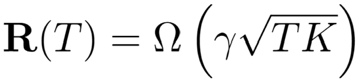 R(T) = Ω(γ√TK)